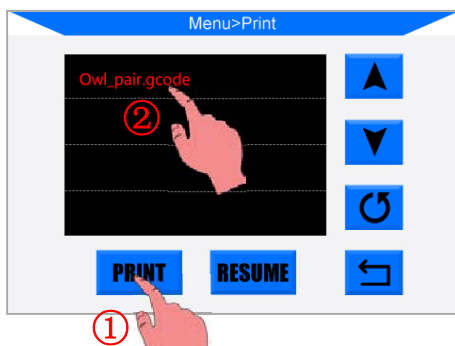 Menu>Print
Owl_pair.gcode
②
PRINT RESUME
①